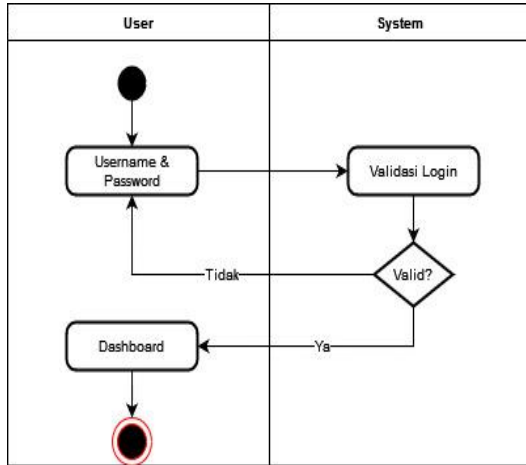 User
System
Username &
Password
Validasi Login
Valid?
Tidak
Dashboard
Ya